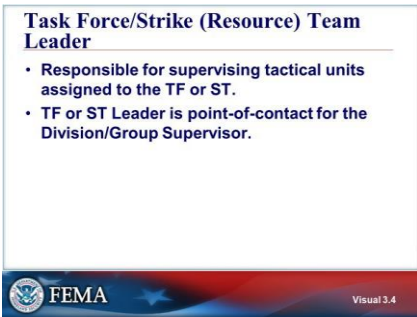 Task Force/Strike (Resource) Team
Leader
• Responsible for supervising tactical units
assigned to the TF or ST.
• TF or ST Leader is point-of-contact for the
Division/Group Supervisor.
FEMA
Visual 3.4